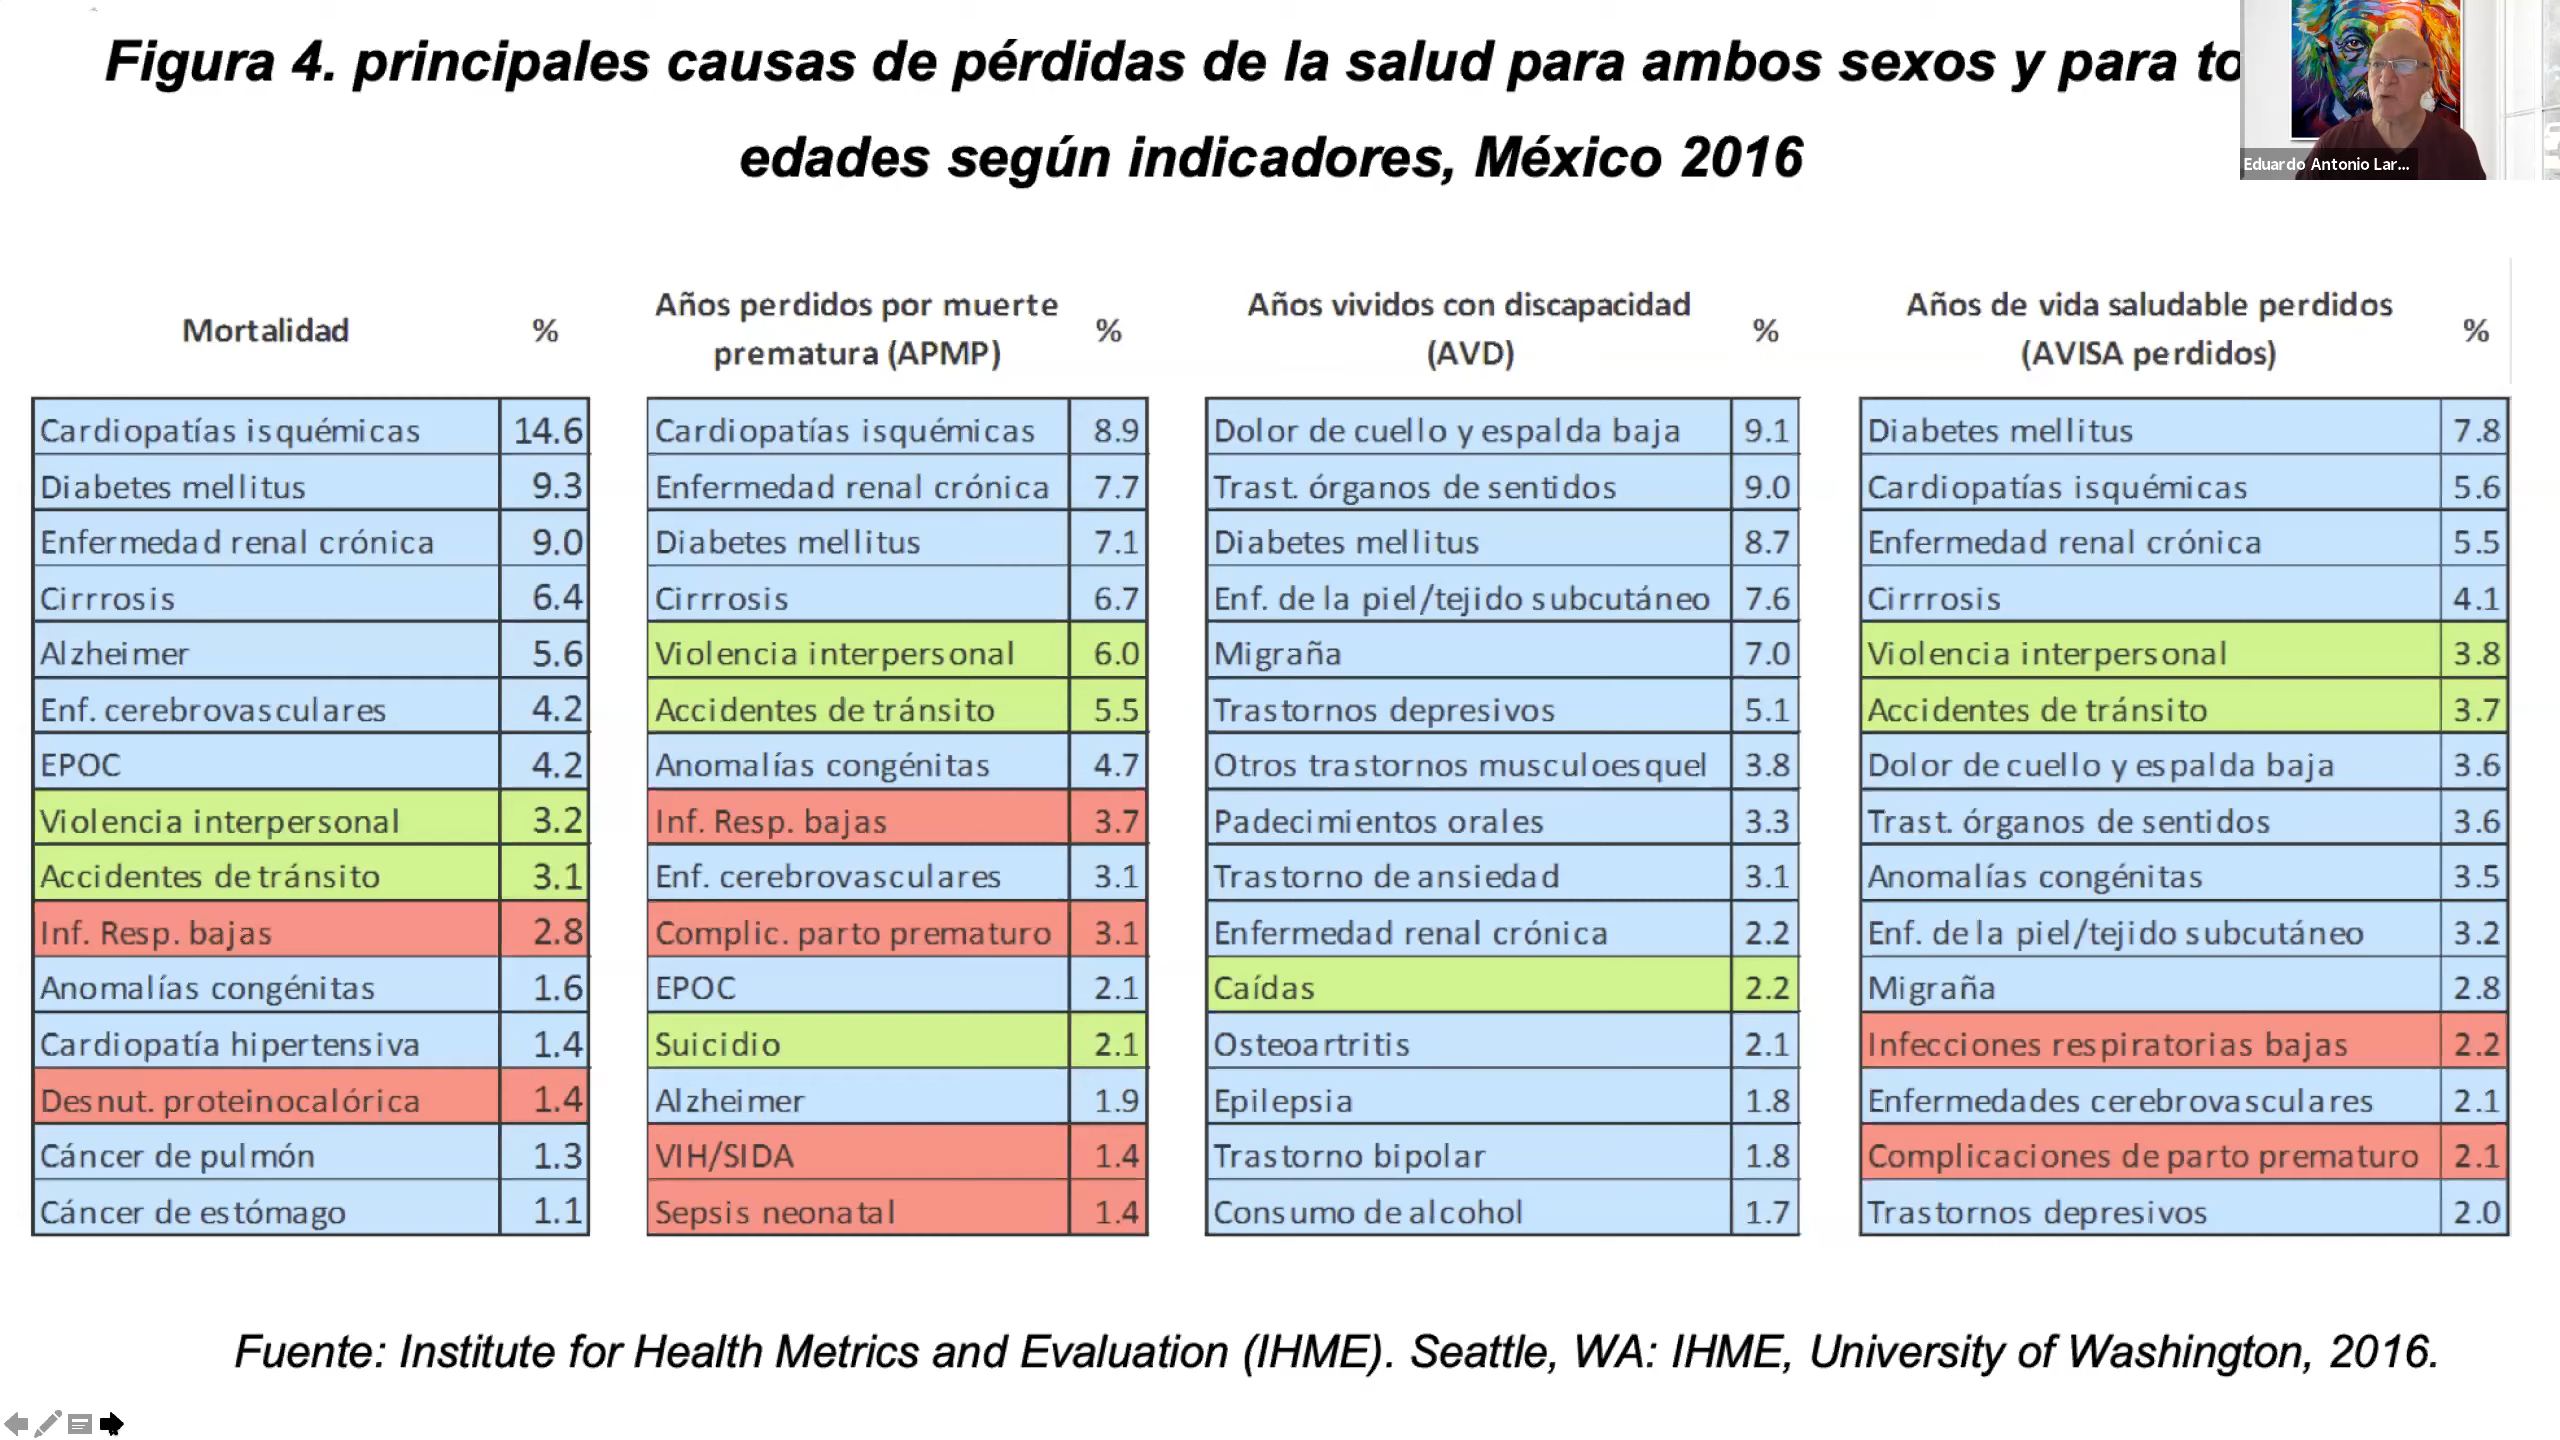 Figura 4. principales causas de pérdidas de la salud para ambos sexos y para to
edades según indicadores, México 2016
Eduardo Antonio Lar...
Mortalidad %
Cardiopatías isquémicas 14.6
Diabetes mellitus 9.3
Enfermedad renal crónica 9.0
Cirrrosis 6.4
Alzheimer 5.6
Enf. cerebrovasculares 4.2
EPOC 4.2
Violencia interpersonal 3.2
Accidentes de tránsito 3.1
Inf. Resp. bajas 2.8
Anomalías congénitas 1.6
Cardiopatía hipertensiva 1.4
Desnut. proteinocalórica 1.4
Cáncer de pulmón 1.3
Cáncer de estómago 1.1
Años perdidos por muerte
prematura (APMP) %
Cardiopatías isquémicas 8.9
Enfermedad renal crónica 7.7
Diabetes mellitus 7.1
Cirrrosis 6.7
Violencia interpersonal 6.0
Accidentes de tránsito 5.5
Anomalías congénitas 4.7
Inf. Resp. bajas 3.7
Enf. cerebrovasculares 3.1
Complic. parto prematuro 3.1
EPOC 2.1
Suicidio 2.1
Alzheimer 1.9
VIH/SIDA 1.4
Sepsis neonatal 1.4
Años vividos con discapacidad
(AVD) %
Dolor de cuello y espalda baja 9.1
Trast. órganos de sentidos 9.0
Diabetes mellitus 8.7
Enf. de la piel/tejido subcutáneo 7.6
Migraña 7.0
Trastornos depresivos 5.1
Otros trastornos musculoesquel 3.8
Padecimientos orales 3.3
Trastorno de ansiedad 3.1
Enfermedad renal crónica 2.2
Caídas 2.2
Osteoartritis 2.1
Epilepsia 1.8
Trastorno bipolar 1.8
Consumo de alcohol 1.7
Años de vida saludable perdidos
(AVISA perdidos) %
Diabetes mellitus 7.8
Cardiopatías isquémicas 5.6
Enfermedad renal crónica 5.5
Cirrrosis 4.1
Violencia interpersonal 3.8
Accidentes de tránsito 3.7
Dolor de cuello y espalda baja 3.6
Trast. órganos de sentidos 3.6
Anomalías congénitas 3.5
Enf. de la piel/tejido subcutáneo 3.2
Migraña 2.8
Infecciones respiratorias bajas 2.2
Enfermedades cerebrovasculares 2.1
Complicaciones de parto prematuro 2.1
Trastornos depresivos 2.0
Fuente: Institute for Health Metrics and Evaluation (IHME). Seattle, WA: IHME, University of Washington, 2016.